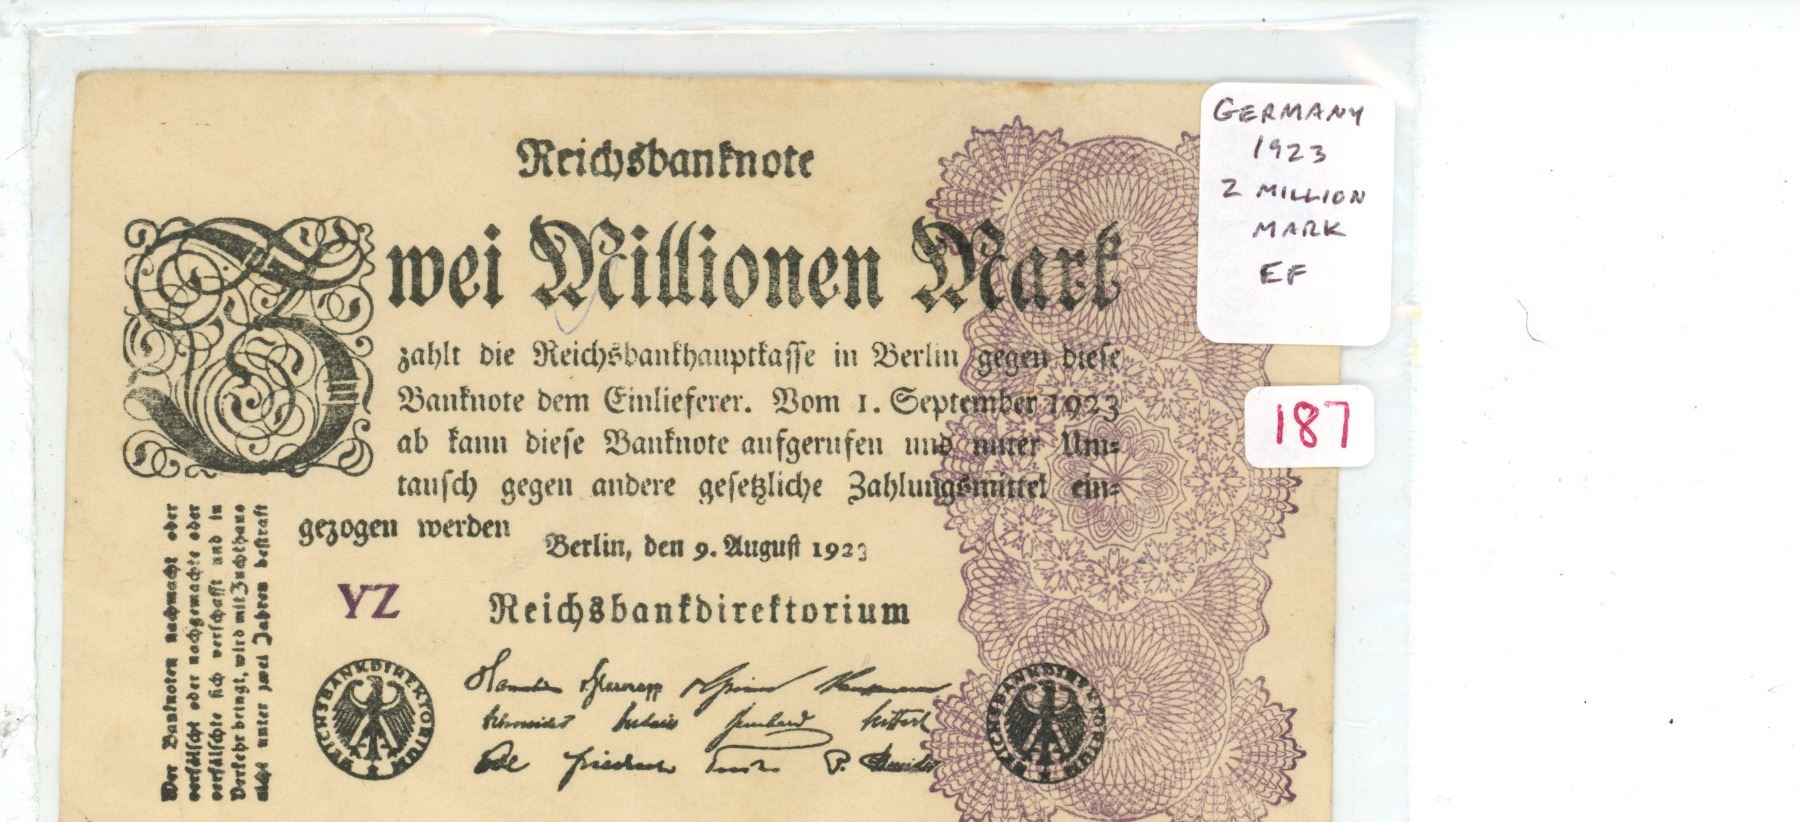 Reichsbanknote
Zwei Millionen Mark
zahlt die Reichsbankhauptkasse in Berlin gegen diese
Banknote dem Einlieferer. Vom 1. September 1923
ab kann diese Banknote aufgerufen und unter Um=
tausch gegen andere gesetzliche Zahlungsmittel ein=
gezogen werden
Berlin, den 9. August 1923
YZ
Reichsbankdirektorium
Wer Banknoten nachmacht oder
verfälscht oder nachgemachte oder
verfälschte sich verschafft und in
Verkehr bringt, wird mit Zuchthaus
nicht unter zwei Jahren bestraft
REICHSBANKDIREKTORIUM
REICHSBANKDIREKTORIUM
GERMANY
1923
2 MILLION
MARK
EF
187